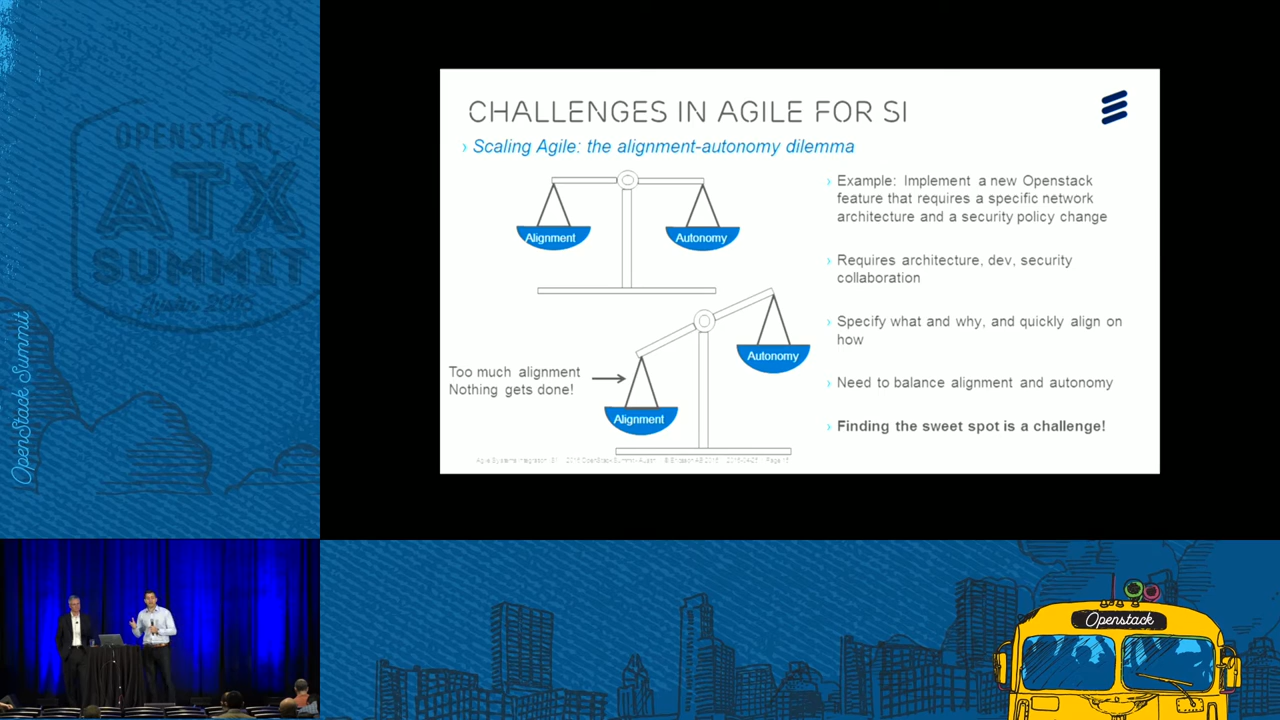 OPENSTACK
ATX
SUMMIT
Austin 2016
OpenStack Summit
CHALLENGES IN AGILE FOR SI
› Scaling Agile: the alignment-autonomy dilemma
Alignment
Autonomy
Too much alignment
Nothing gets done!
Alignment
Autonomy
› Example: Implement a new Openstack
feature that requires a specific network
architecture and a security policy change
› Requires architecture, dev, security
collaboration
› Specify what and why, and quickly align on
how
› Need to balance alignment and autonomy
› Finding the sweet spot is a challenge!
Openstack